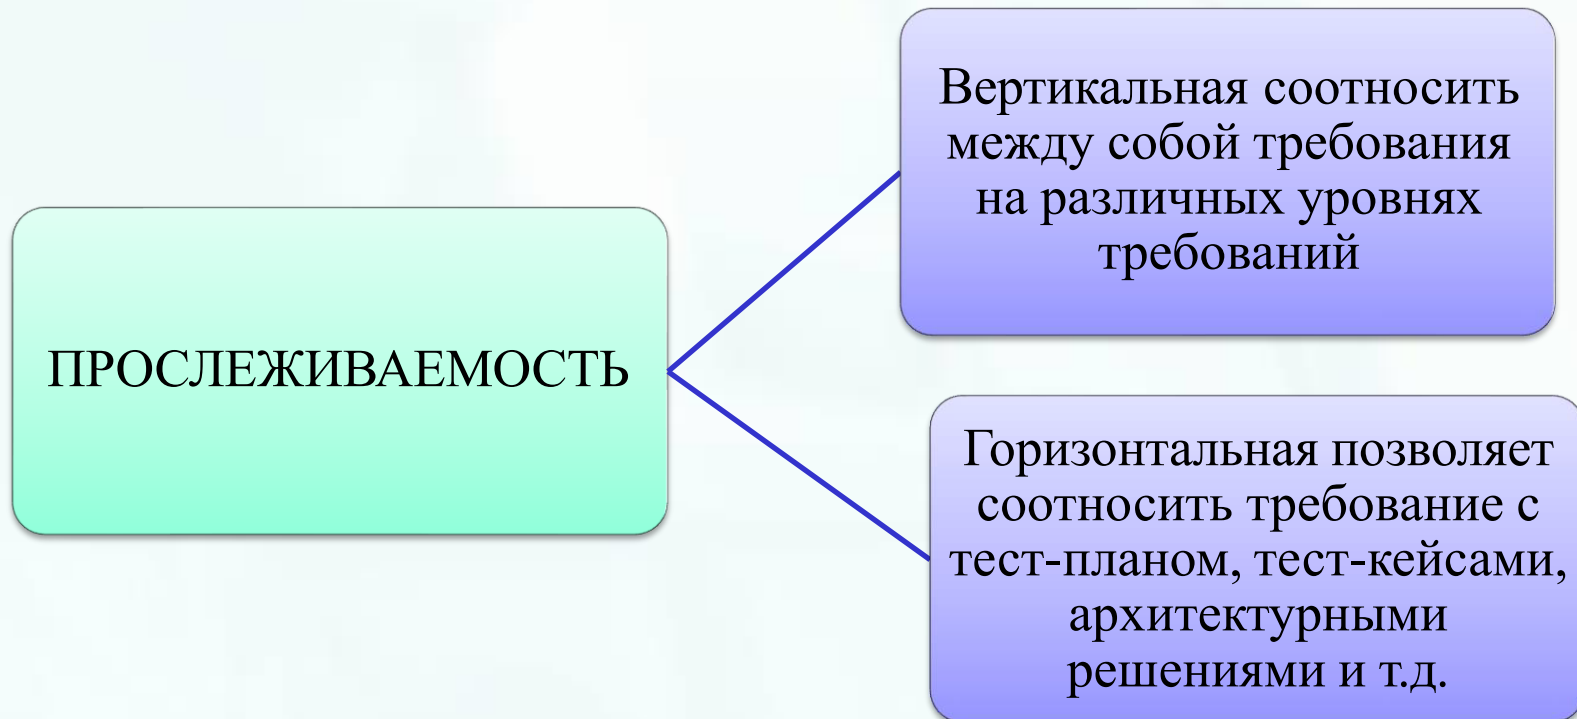 ПРОСЛЕЖИВАЕМОСТЬ
Вертикальная соотносить
между собой требования
на различных уровнях
требований
Горизонтальная позволяет
соотносить требование с
тест-планом, тест-кейсами,
архитектурными
решениями и т.д.